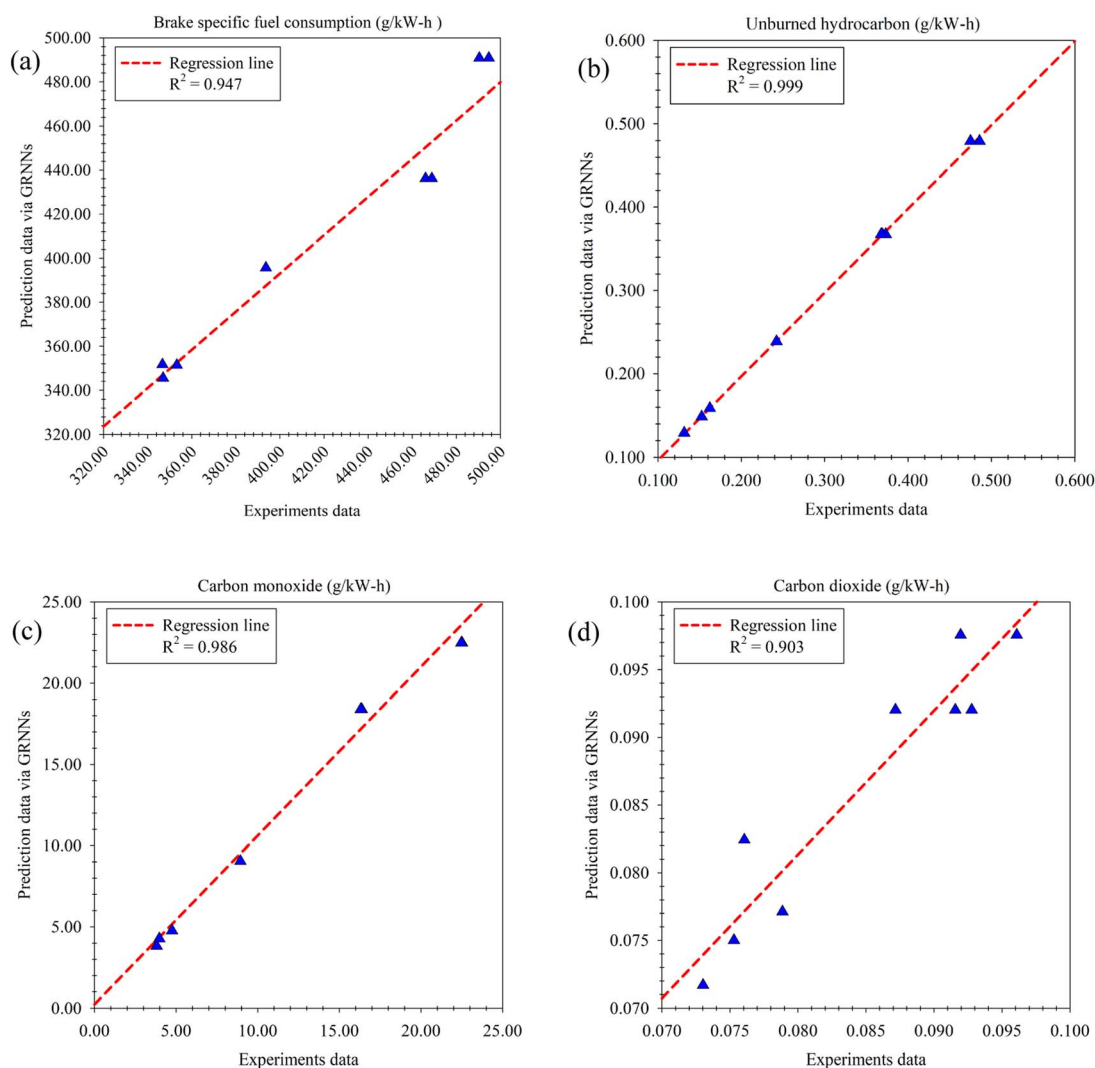 Brake specific fuel consumption (g/kW-h )
(a)
Regression line
R² = 0.947
500.00
480.00
460.00
440.00
420.00
400.00
380.00
360.00
340.00
320.00
Prediction data via GRNNs
320.00
340.00
360.00
380.00
400.00
420.00
440.00
460.00
480.00
500.00
Experiments data
Unburned hydrocarbon (g/kW-h)
(b)
Regression line
R² = 0.999
0.600
0.500
0.400
0.300
0.200
0.100
Prediction data via GRNNs
0.100 0.200 0.300 0.400 0.500 0.600
Experiments data
Carbon monoxide (g/kW-h)
(c)
Regression line
R² = 0.986
25.00
20.00
15.00
10.00
5.00
0.00
Prediction data via GRNNs
0.00 5.00 10.00 15.00 20.00 25.00
Experiments data
Carbon dioxide (g/kW-h)
(d)
Regression line
R² = 0.903
0.100
0.095
0.090
0.085
0.080
0.075
0.070
Prediction data via GRNNs
0.070 0.075 0.080 0.085 0.090 0.095 0.100
Experiments data